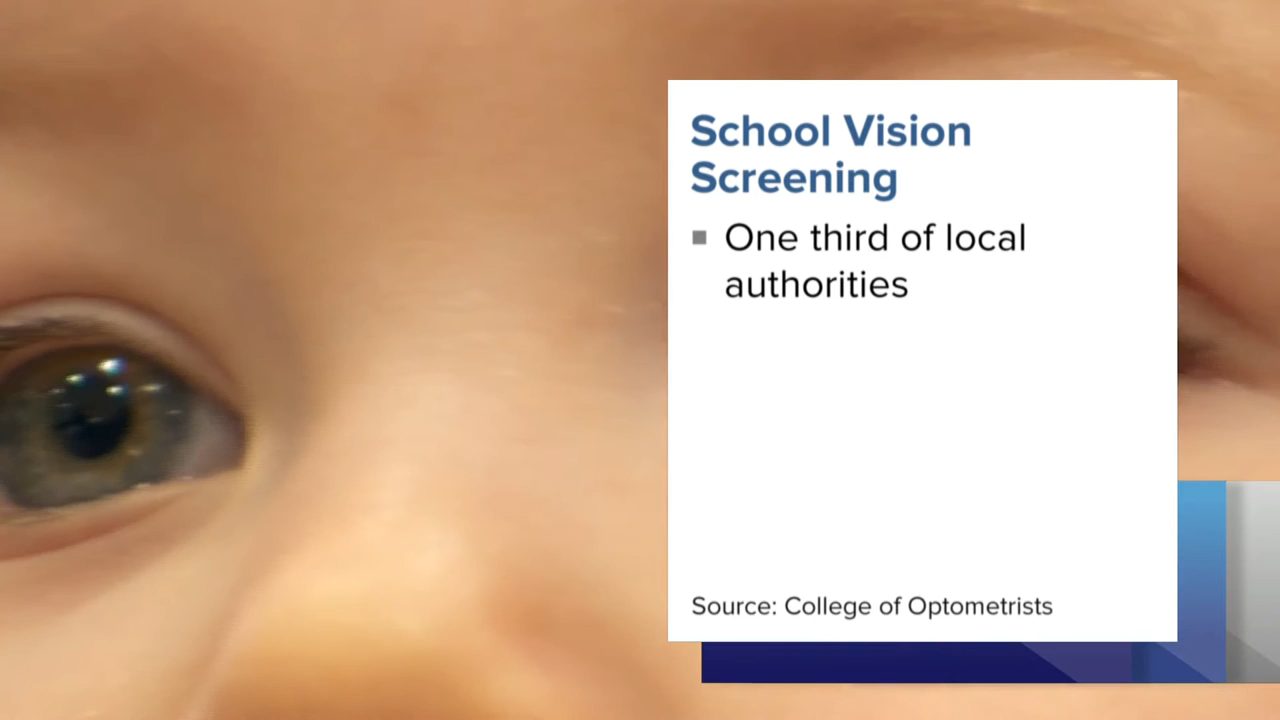 School Vision
Screening
One third of local
authorities
Source: College of Optometrists